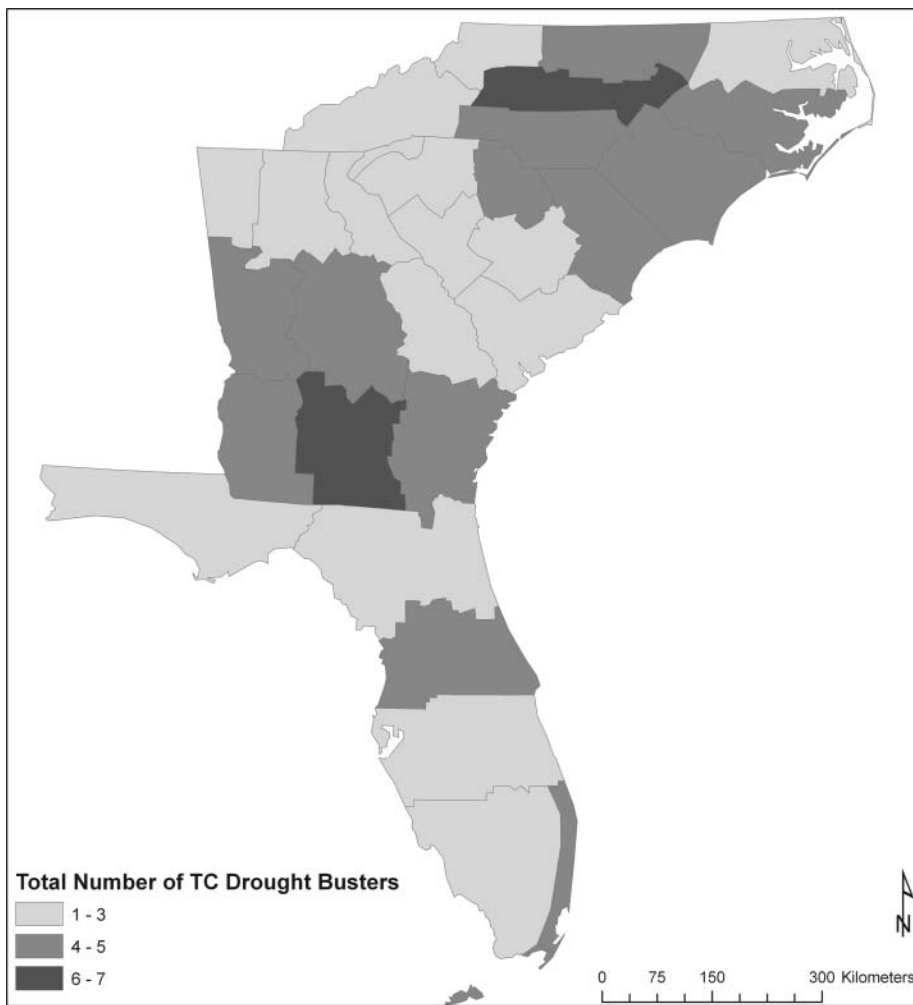 Total Number of TC Drought Busters
1 - 3
4 - 5
6 - 7
N
0 75 150 300 Kilometers